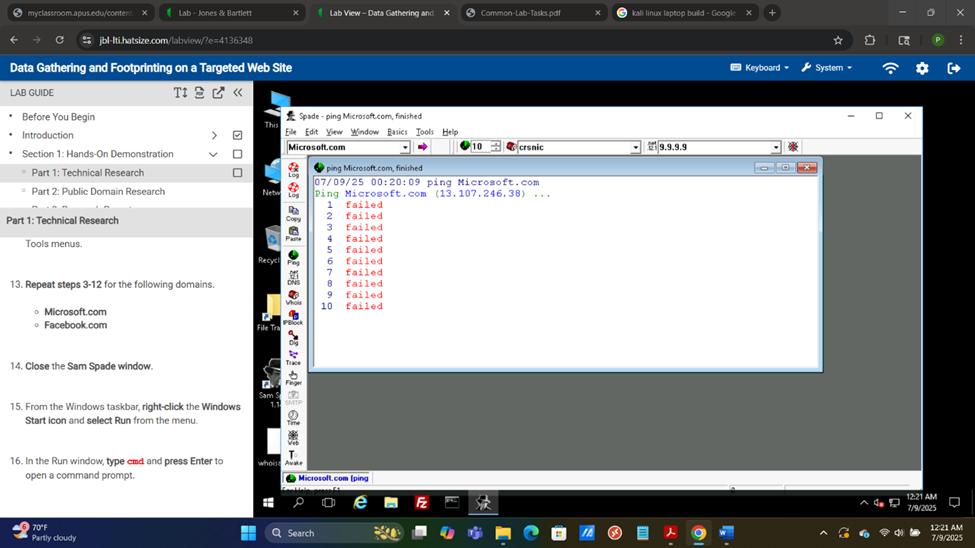 myclassroom.apus.edu/content
Lab - Jones & Bartlett
Lab View – Data Gathering and
Common-Lab-Tasks.pdf
kali linux laptop build - Google
jbl-lti.hatsize.com/labview/?e=4136348
P
Data Gathering and Footprinting on a Targeted Web Site
Keyboard
System
LAB GUIDE
Before You Begin
Introduction
Section 1: Hands-On Demonstration
Part 1: Technical Research
Part 2: Public Domain Research
Part 1: Technical Research
Tools menus.
13. Repeat steps 3-12 for the following domains.
Microsoft.com
Facebook.com
14. Close the Sam Spade window.
15. From the Windows taskbar, right-click the Windows
Start icon and select Run from the menu.
16. In the Run window, type cmd and press Enter to
open a command prompt.
This
Netw
Recyc
File Tra
Sam S
1.1
whois
Spade - ping Microsoft.com, finished
File Edit View Window Basics Tools Help
Microsoft.com
10
crsnic
9.9.9.9
Log
Log
Copy
Paste
Ping
DNS
Whois
IPBlock
Dig
Trace
Finger
SMTP
Time
Web
Awake
ping Microsoft.com, finished
07/09/25 00:20:09 ping Microsoft.com
Ping Microsoft.com (13.107.246.38) ...
1 failed
2 failed
3 failed
4 failed
5 failed
6 failed
7 failed
8 failed
9 failed
10 failed
Microsoft.com (ping
12:21 AM
7/9/2025
6
70°F
Partly cloudy
Search
12:21 AM
7/9/2025